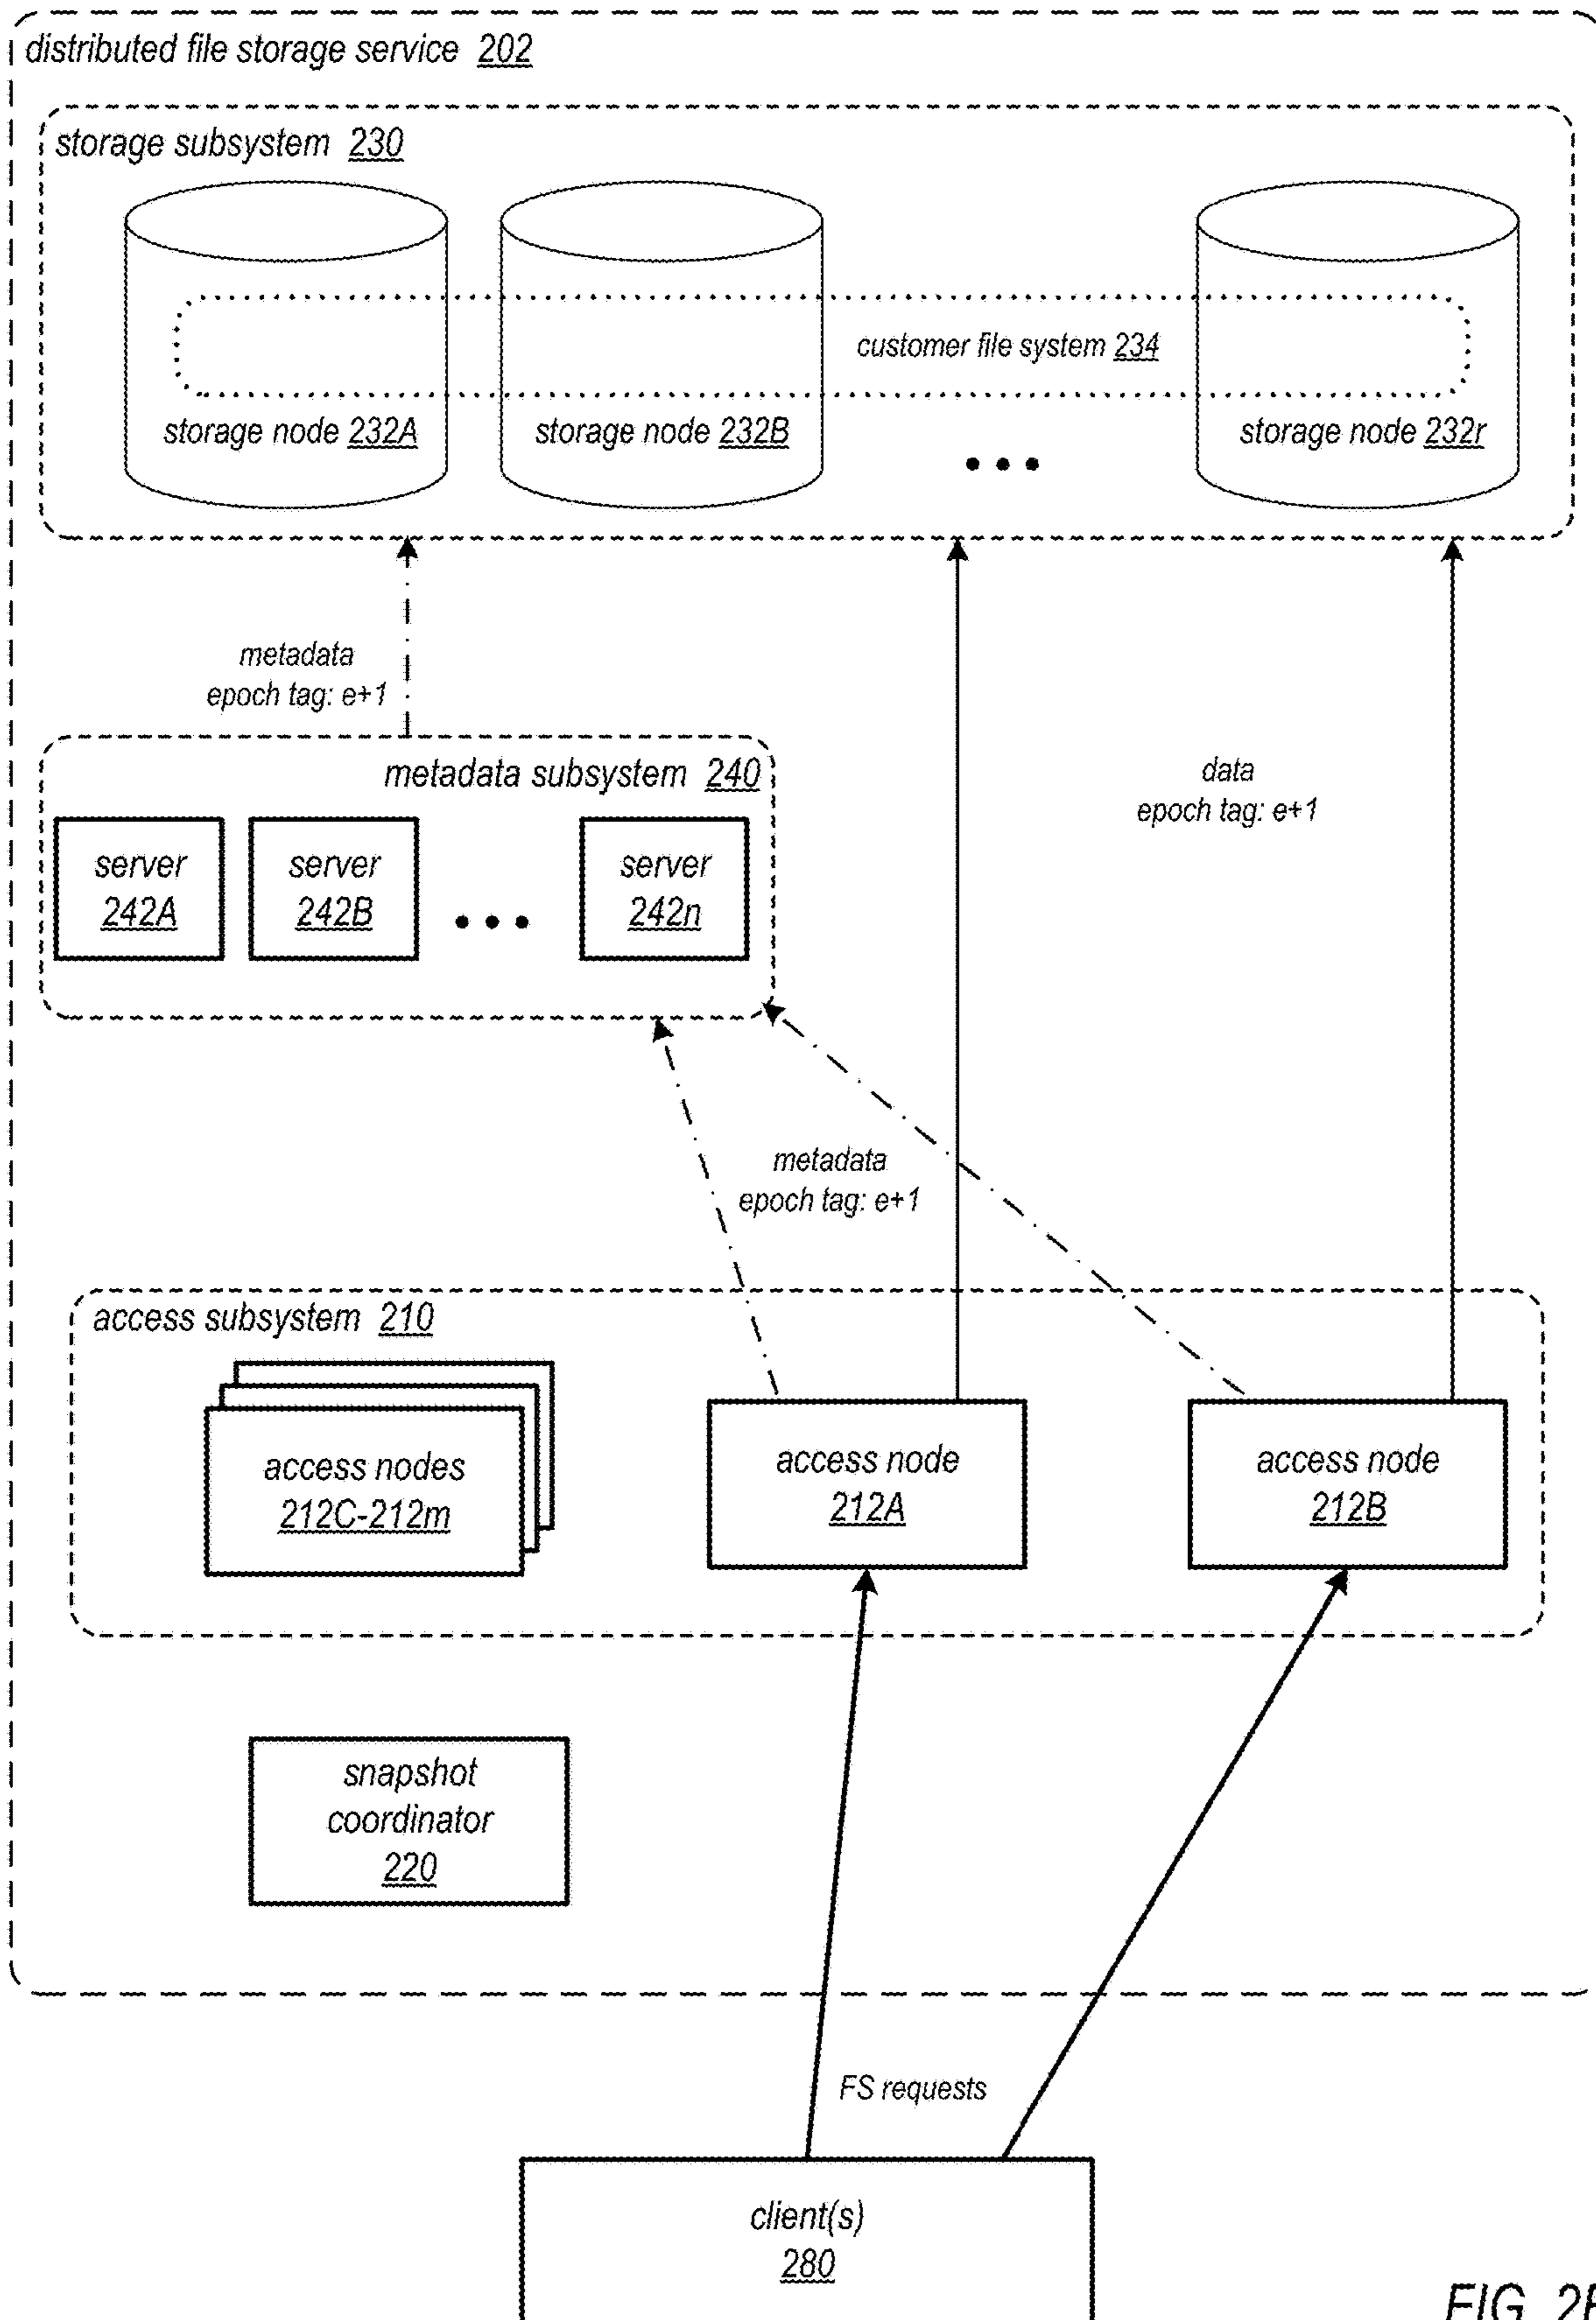 distributed file storage service 202
storage subsystem 230
customer file system 234
storage node 232A
storage node 232B
storage node 232r
metadata
epoch tag: e+1
metadata subsystem 240
data
epoch tag: e+1
server
242A
server
242B
server
242n
metadata
epoch tag: e+1
access subsystem 210
access nodes
212C-212m
access node
212A
access node
212B
snapshot
coordinator
220
FS requests
client(s)
280
FIG.